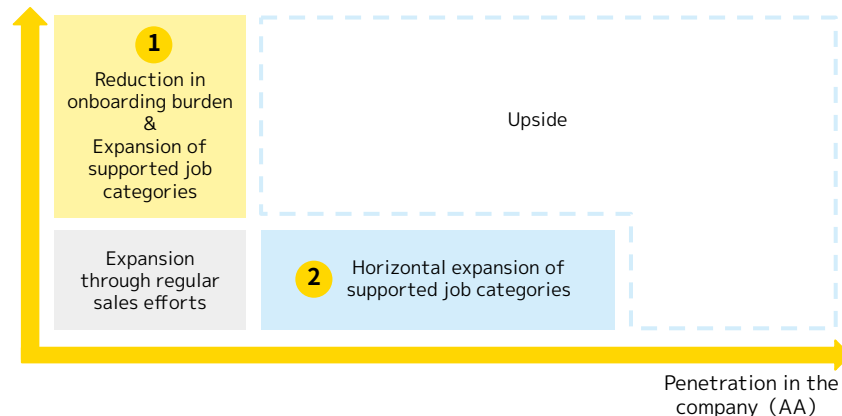 1
Reduction in
onboarding burden
&
Expansion of
supported job
categories
Upside
Expansion
through regular
sales efforts
2
Horizontal expansion of
supported job categories
Penetration in the
company（AA）